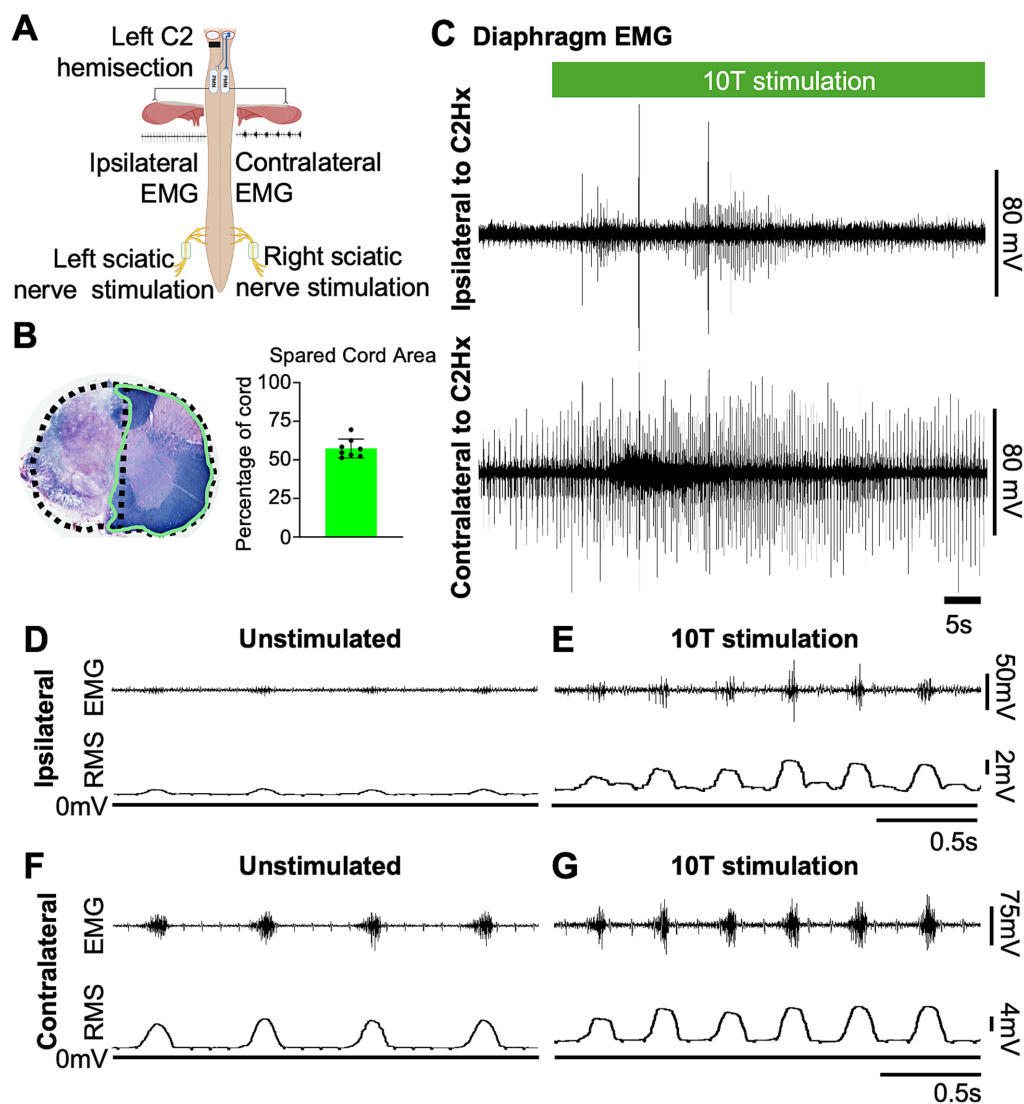 A
Left C2
hemisection
PMN
PMN
Ipsilateral
EMG
Contralateral
EMG
Left sciatic
nerve stimulation
Right sciatic
nerve stimulation
B
Spared Cord Area
Percentage of cord
100
75
50
25
0
C Diaphragm EMG
10T stimulation
Ipsilateral to C2Hx
80 mV
Contralateral to C2Hx
80 mV
5s
D
Unstimulated
E
10T stimulation
Ipsilateral
EMG
50mV
RMS
2mV
0mV
0.5s
F
Unstimulated
G
10T stimulation
Contralateral
EMG
75mV
RMS
4mV
0mV
0.5s